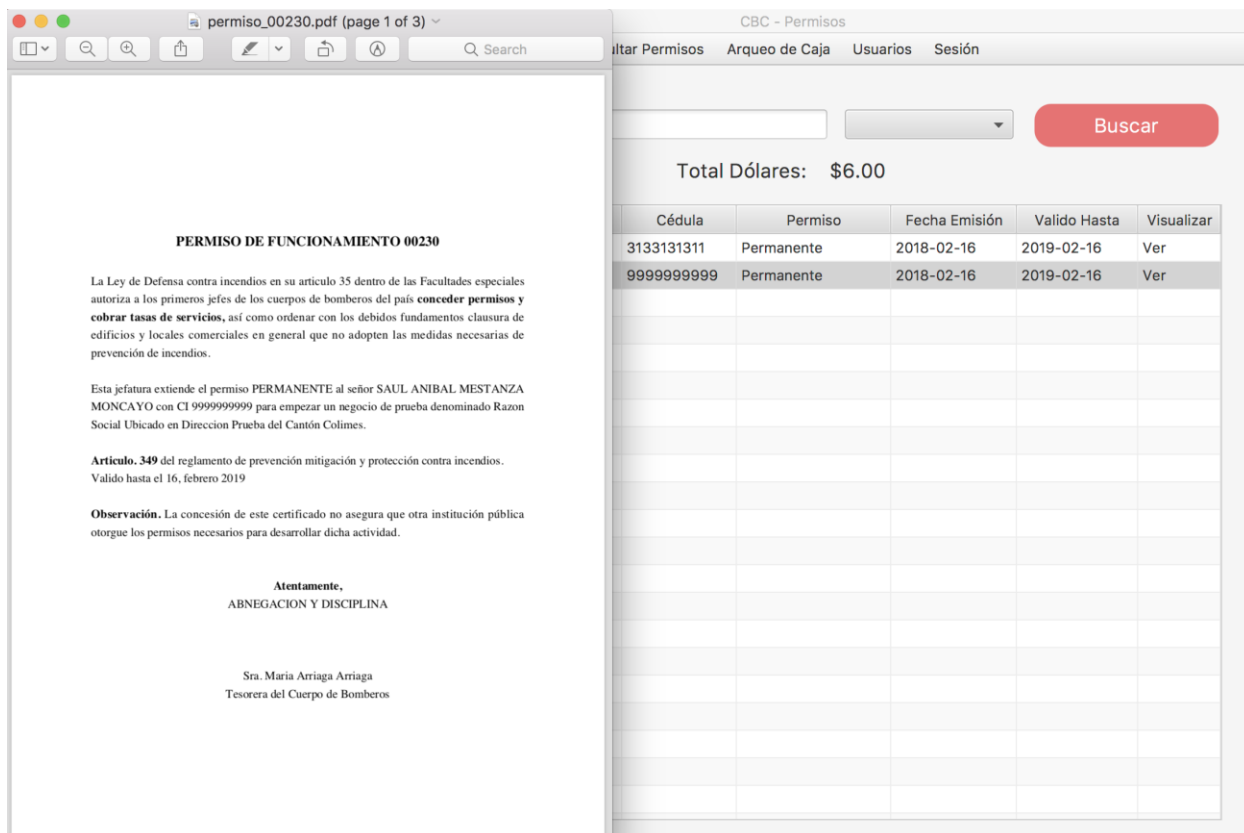 permiso_00230.pdf (page 1 of 3)
Search
PERMISO DE FUNCIONAMIENTO 00230
La Ley de Defensa contra incendios en su articulo 35 dentro de las Facultades especiales
autoriza a los primeros jefes de los cuerpos de bomberos del país conceder permisos y
cobrar tasas de servicios, así como ordenar con los debidos fundamentos clausura de
edificios y locales comerciales en general que no adopten las medidas necesarias de
prevención de incendios.
Esta jefatura extiende el permiso PERMANENTE al señor SAUL ANIBAL MESTANZA
MONCAYO con CI 9999999999 para empezar un negocio de prueba denominado Razon
Social Ubicado en Direccion Prueba del Cantón Colimes.
Articulo. 349 del reglamento de prevención mitigación y protección contra incendios.
Valido hasta el 16, febrero 2019
Observación. La concesión de este certificado no asegura que otra institución pública
otorgue los permisos necesarios para desarrollar dicha actividad.
Atentamente,
ABNEGACION Y DISCIPLINA
Sra. Maria Arriaga Arriaga
Tesorera del Cuerpo de Bomberos
CBC - Permisos
Permisos Arqueo de Caja Usuarios Sesión
Buscar
Total Dólares: $6.00
Cédula Permiso Fecha Emisión Valido Hasta Visualizar
3133131311 Permanente 2018-02-16 2019-02-16 Ver
9999999999 Permanente 2018-02-16 2019-02-16 Ver